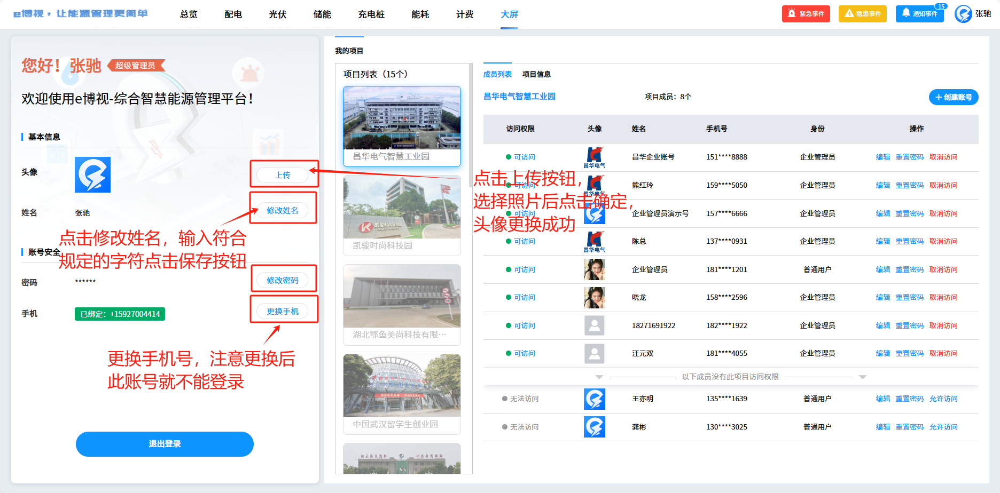 e博视，让能源管理更简单
总览 配电 光伏 储能 充电桩 能耗 计费 大屏
紧急事件 隐患事件 通知事件 15 张驰
您好！张驰 超级管理员
欢迎使用e博视-综合智慧能源管理平台！
基本信息
头像 上传
姓名 张驰 修改姓名
点击修改姓名，输入符合
规定的字符点击保存按钮
账号安全
密码 ****** 修改密码
手机 已绑定：+15927004414 更换手机
更换手机号，注意更换后
此账号就不能登录
退出登录
我的项目
项目列表（15个）
昌华电气智慧工业园
凯骏时尚科技园
凯骏时尚科技园
湖北鄂鱼美尚科技有限···
中国武汉留学生创业园
点击上传按钮，
选择照片后点击确定，
头像更换成功
成员列表 项目信息
昌华电气智慧工业园 项目成员：8个 + 创建账号
访问权限 头像 姓名 手机号 身份 操作
可访问 昌华电气 昌华企业账号 151****8888 企业管理员 编辑 重置密码 取消访问
可访问 昌华电气 熊红玲 159****5050 企业管理员 编辑 重置密码 取消访问
可访问 企业管理员演示号 157****6666 企业管理员 编辑 重置密码 取消访问
可访问 昌华电气 陈总 137****0931 企业管理员 编辑 重置密码 取消访问
可访问 企业管理员 181****1201 普通用户 编辑 重置密码 取消访问
可访问 晓龙 158****2596 企业管理员 编辑 重置密码 取消访问
可访问 18271691922 182****1922 企业管理员 编辑 重置密码 取消访问
可访问 汪元双 181****4055 企业管理员 编辑 重置密码 取消访问
以下成员没有此项目访问权限
无法访问 王亦明 135****1639 普通用户 编辑 重置密码 允许访问
无法访问 龚彬 130****3025 普通用户 编辑 重置密码 允许访问